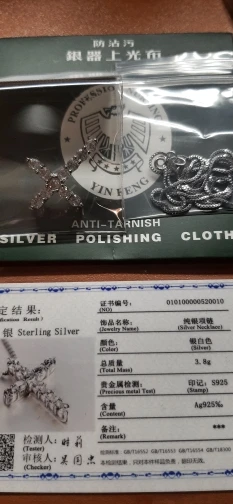 防沾污
銀器上光布
PROFESSIONAL
YIN FENG
ANTI-TARNISH
SILVER POLISHING CLOTH
定结果:
Result
银 Sterling Silver
检测人:
(Taster)
审核人:
(Checker)
证书编号: 010100000520010
(NO)
饰品名称: 纯银项链
(Jewelry Name) (Silver Necklace)
颜色: 银白色
(Color) (Silver)
总质量 3.8g
(Total Mass)
贵金属检测: 印记: S925
(Precious metal Test) (Stamp)
含量: Ag925‰
(Content)
备注: ***
(Remark)